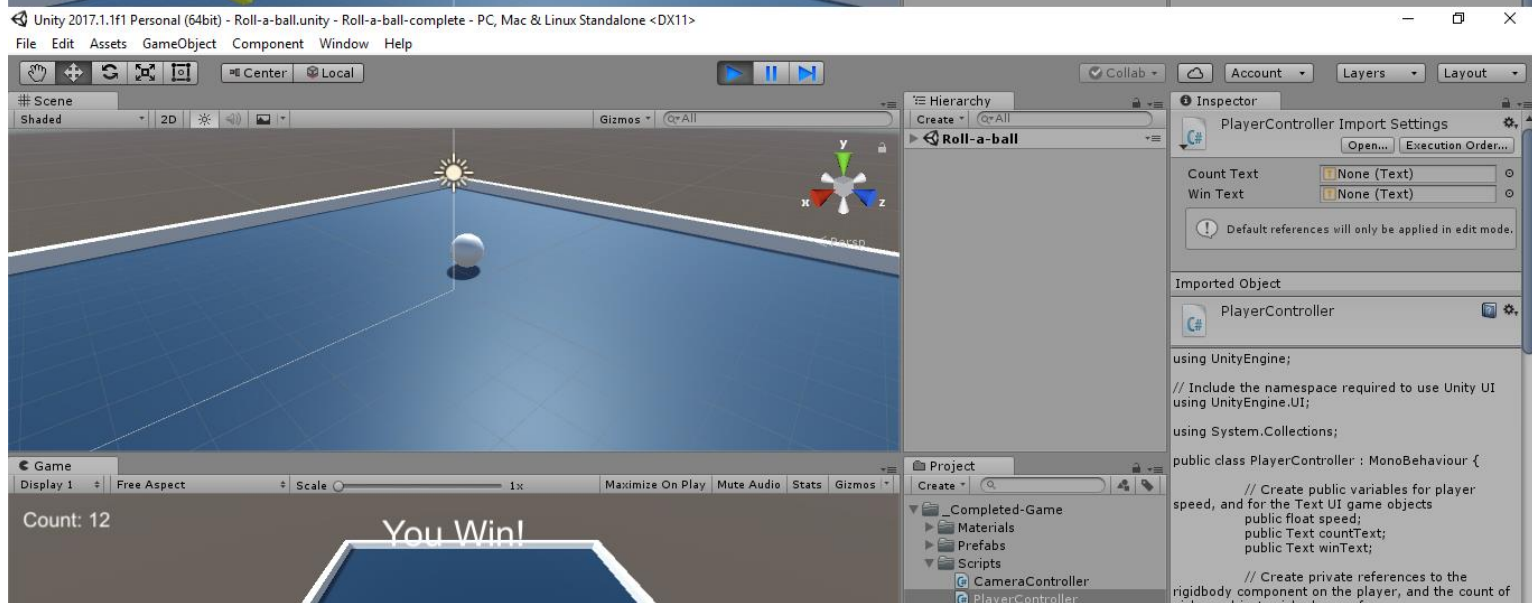 Unity 2017.1.1f1 Personal (64bit) - Roll-a-ball.unity - Roll-a-ball-complete - PC, Mac & Linux Standalone <DX11>
File Edit Assets GameObject Component Window Help
Center Local Collab Account Layers Layout
# Scene
Shaded 2D Gizmos All
y
x z
Persp
Hierarchy
Create All
Roll-a-ball
Inspector
PlayerController Import Settings
Open... Execution Order...
Count Text None (Text)
Win Text None (Text)
Default references will only be applied in edit mode.
Imported Object
PlayerController
C#
using UnityEngine;
// Include the namespace required to use Unity UI
using UnityEngine.UI;
using System.Collections;
public class PlayerController : MonoBehaviour {
// Create public variables for player
speed, and for the Text UI game objects
public float speed;
public Text countText;
public Text winText;
// Create private references to the
rigidbody component on the player, and the count of
Game
Display 1 Free Aspect Scale 1x Maximize On Play Mute Audio Stats Gizmos
Count: 12
You Win!
Project
Create
_Completed-Game
Materials
Prefabs
Scripts
CameraController
PlayerController